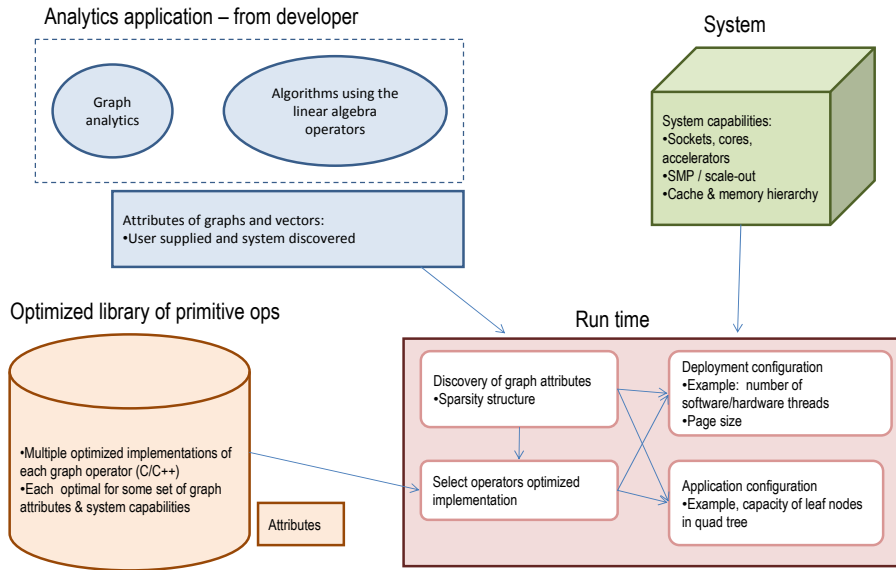 Analytics application – from developer
Graph
analytics
Algorithms using the
linear algebra
operators
Attributes of graphs and vectors:
•User supplied and system discovered
System
System capabilities:
•Sockets, cores,
accelerators
•SMP / scale-out
•Cache & memory hierarchy
Optimized library of primitive ops
•Multiple optimized implementations of
each graph operator (C/C++)
•Each optimal for some set of graph
attributes & system capabilities
Attributes
Run time
Discovery of graph attributes
•Sparsity structure
Select operators optimized
implementation
Deployment configuration
•Example: number of
software/hardware threads
•Page size
Application configuration
•Example, capacity of leaf nodes
in quad tree